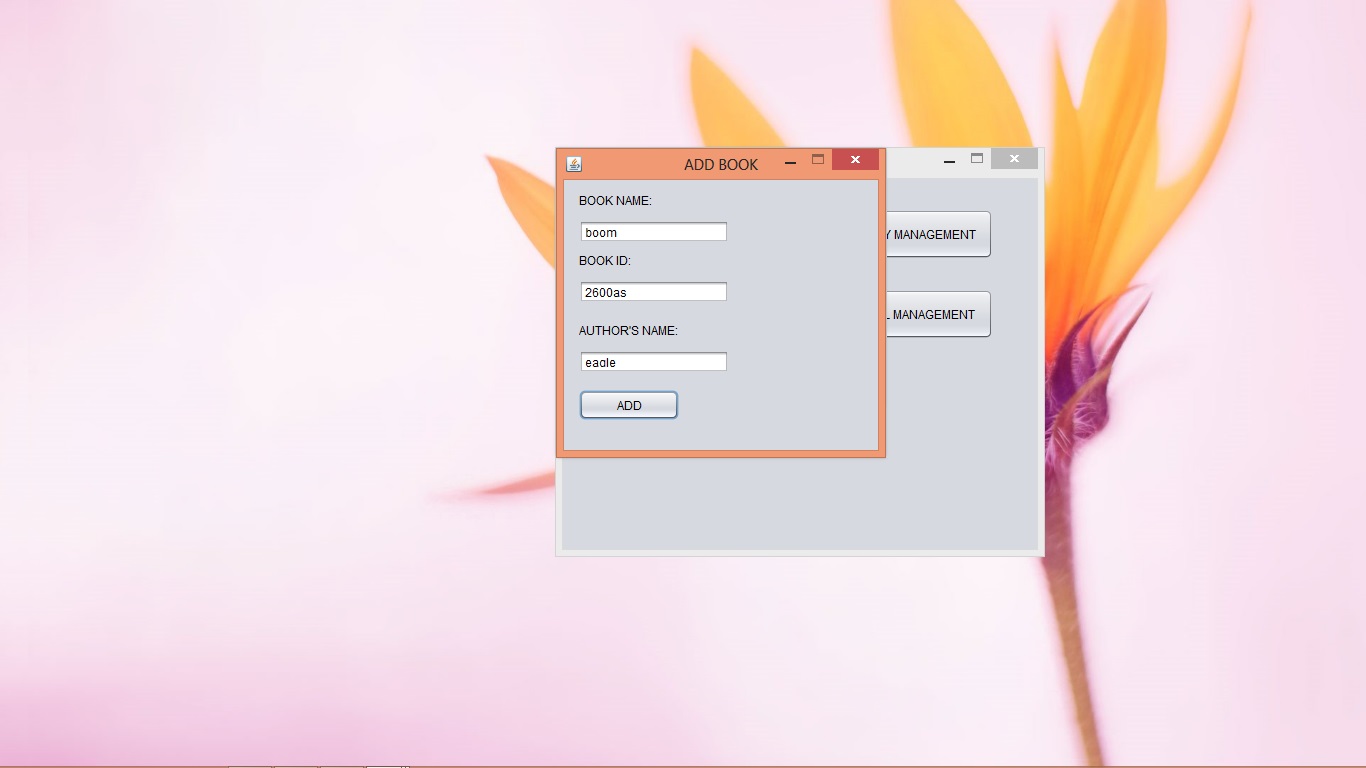 ADD BOOK
BOOK NAME:
boom
BOOK ID:
2600as
AUTHOR'S NAME:
eagle
ADD
MANAGEMENT
MANAGEMENT